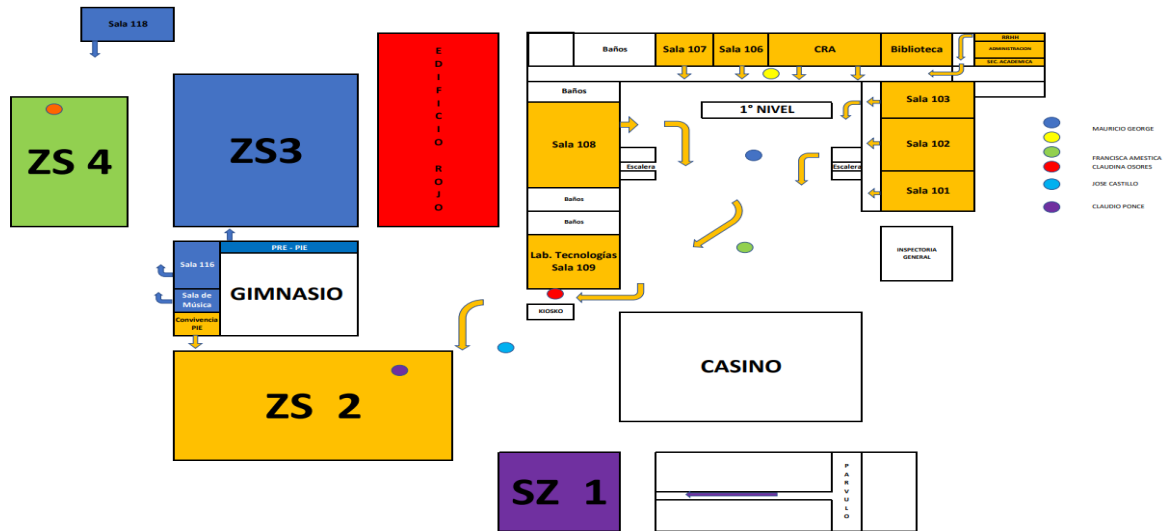 Sala 118
E
D
I
F
I
C
I
O
R
O
J
O
Baños
Sala 107
Sala 106
CRA
Biblioteca
RRHH
ADMINISTRACION
SEC. ACADEMECA
Baños
1° NIVEL
Sala 103
Sala 108
Sala 102
Escalera
Escalera
Sala 101
Baños
Baños
Lab. Tecnologías
Sala 109
INSPECTORIA
GENERAL
KIOSKO
ZS 4
ZS3
PRE - PIE
Sala 116
GIMNASIO
Sala de
Música
Convivencia
PIE
ZS 2
CASINO
SZ 1
P
A
R
V
U
L
O
MAURICIO GEORGE
FRANCISCA AMESTICA
CLAUDINA OSORES
JOSE CASTILLO
CLAUDIO PONCE